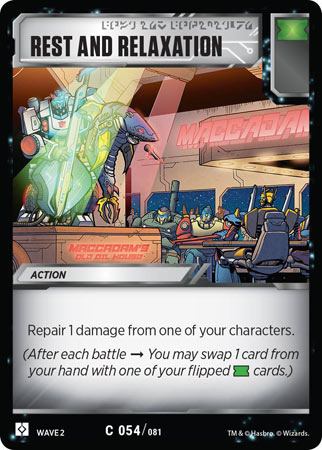 REST AND RELAXATION
MACCADAM'
MACCADAM'S
OLD OIL HOUSE
ACTION
Repair 1 damage from one of your characters.
(After each battle → You may swap 1 card from
your hand with one of your flipped cards.)
WAVE 2
C 054/081
TM & © Hasbro. © Wizards.